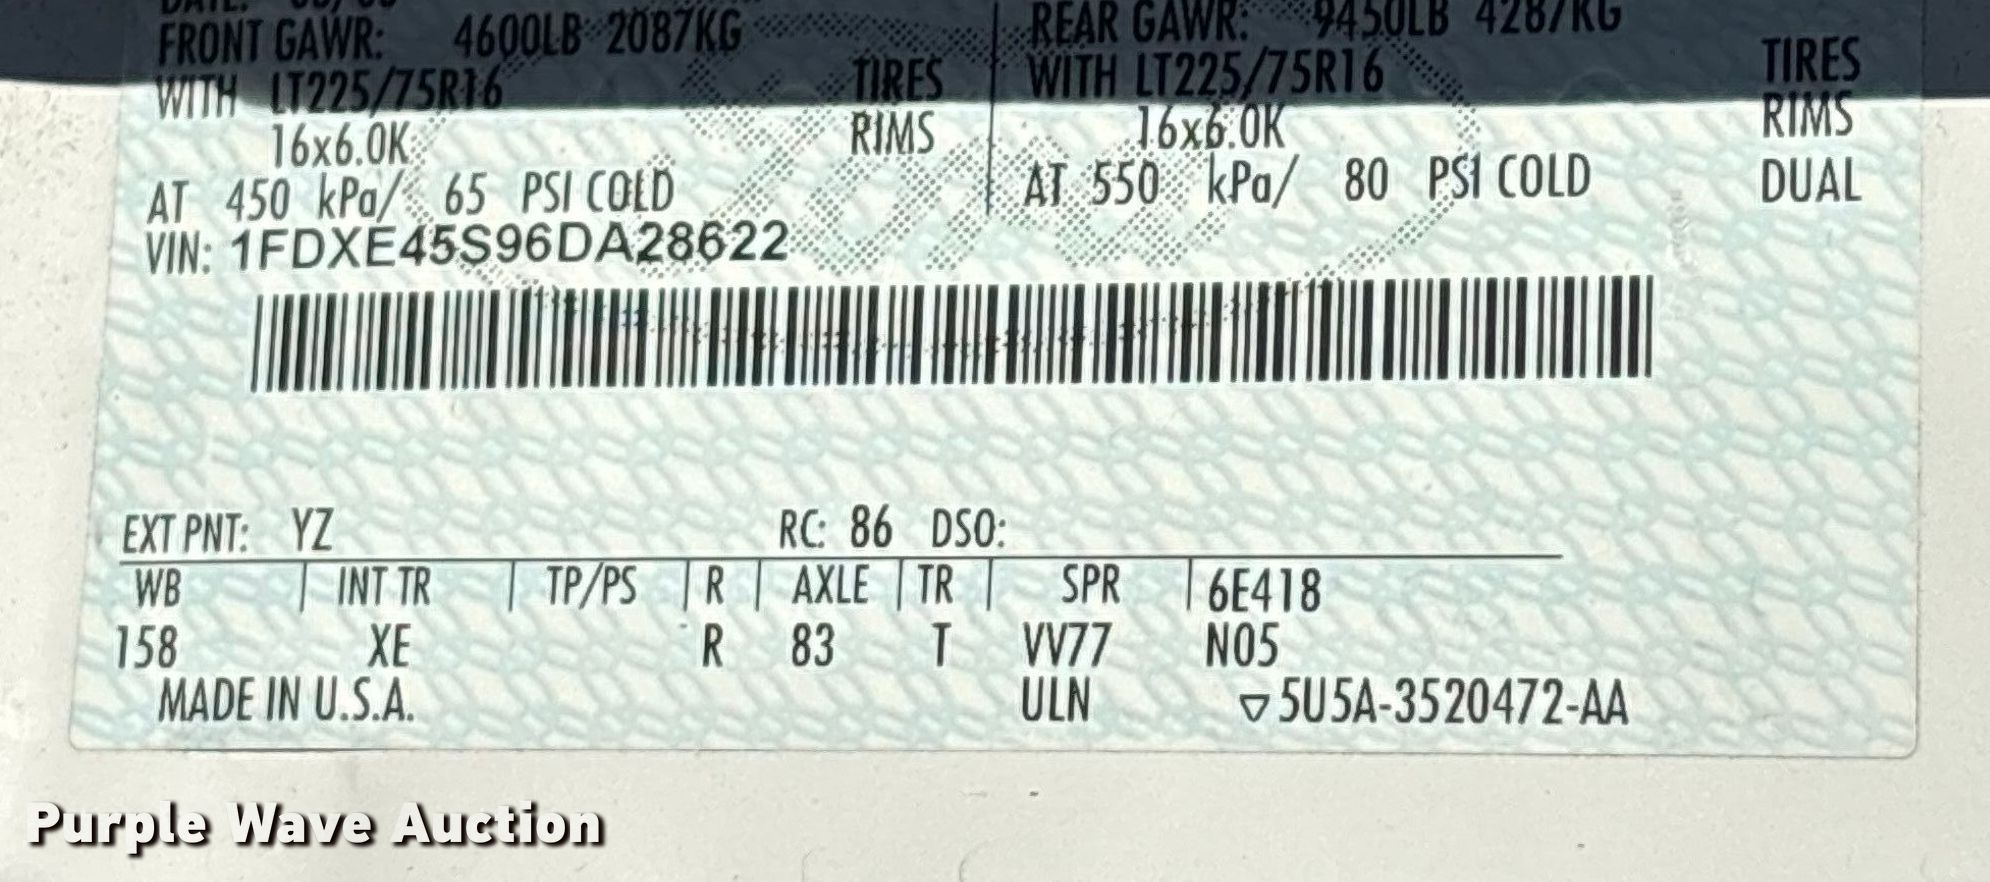 DATE:
FRONT GAWR: 4600LB 2087KG
WITH LT225/75R16 TIRES
16x6.0K RIMS
AT 450 kPa/ 65 PSI COLD
REAR GAWR: 9450LB 4287KG
WITH LT225/75R16 TIRES
16x6.0K RIMS
AT 550 kPa/ 80 PSI COLD DUAL
VIN: 1FDXE45S96DA28622
EXT PNT: YZ RC: 86 DSO:
WB | INT TR | TP/PS | R | AXLE | TR | SPR | 6E418
158 XE R 83 T VV77 N05
MADE IN U.S.A. ULN ▽5U5A-3520472-AA
Purple Wave Auction